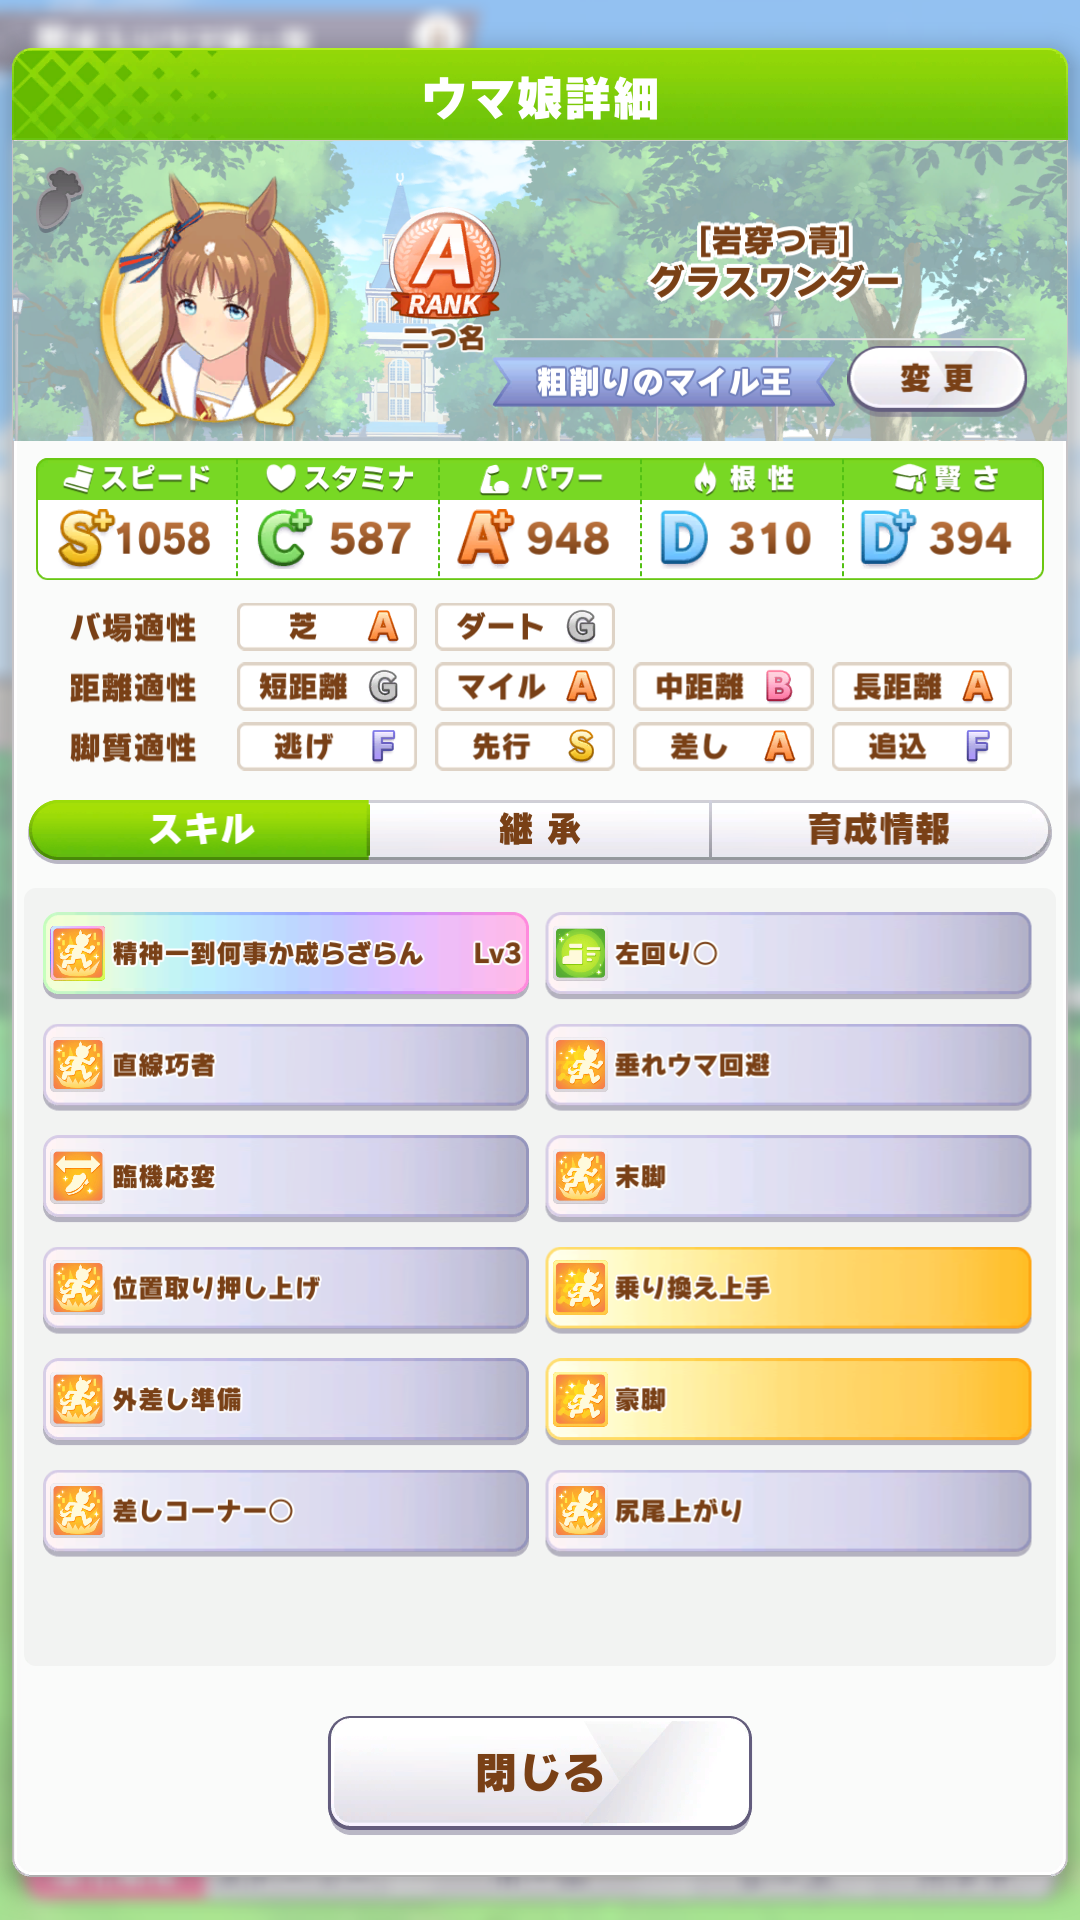 ウマ娘詳細
A
RANK
二つ名
[岩穿つ青]
グラスワンダー
粗削りのマイル王
変更
スピード スタミナ パワー 根性 賢さ
S+ 1058 C+ 587 A+ 948 D 310 D+ 394
バ場適性 芝 A ダート G
距離適性 短距離 G マイル A 中距離 B 長距離 A
脚質適性 逃げ F 先行 S 差し A 追込 F
スキル 継承 育成情報
精神一到何事か成らざらん Lv3 左回り○
直線巧者 垂れウマ回避
臨機応変 末脚
位置取り押し上げ 乗り換え上手
外差し準備 豪脚
差しコーナー○ 尻尾上がり
閉じる